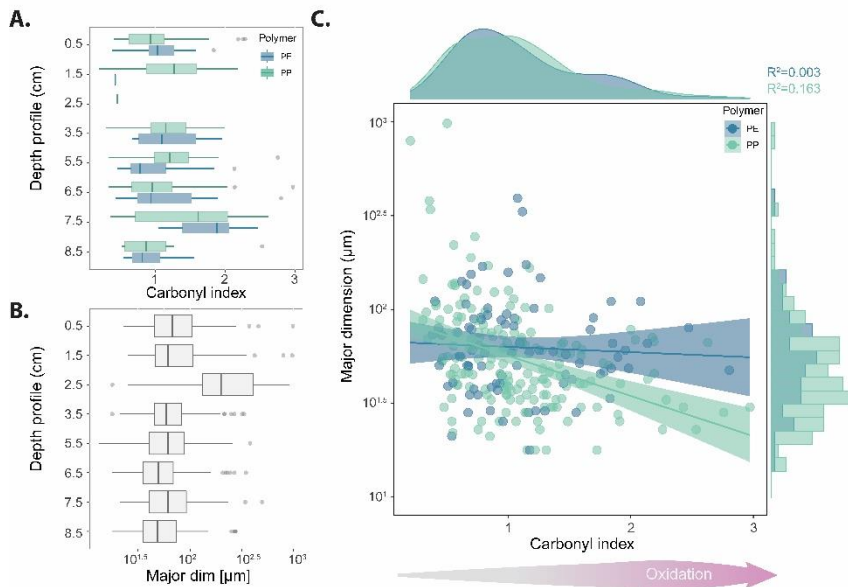 A.
Depth profile (cm)
0.5
1.5
2.5
3.5
5.5
6.5
7.5
8.5
Polymer
PE
PP
1
2
3
Carbonyl index
B.
Depth profile (cm)
0.5
1.5
2.5
3.5
5.5
6.5
7.5
8.5
10^1.5
10^2
10^2.5
10^3
Major dim [µm]
C.
R²=0.003
R²=0.163
Polymer
PE
PP
Major dimension (µm)
10^3
10^2.5
10^2
10^1.5
10^1
1
2
3
Carbonyl index
Oxidation